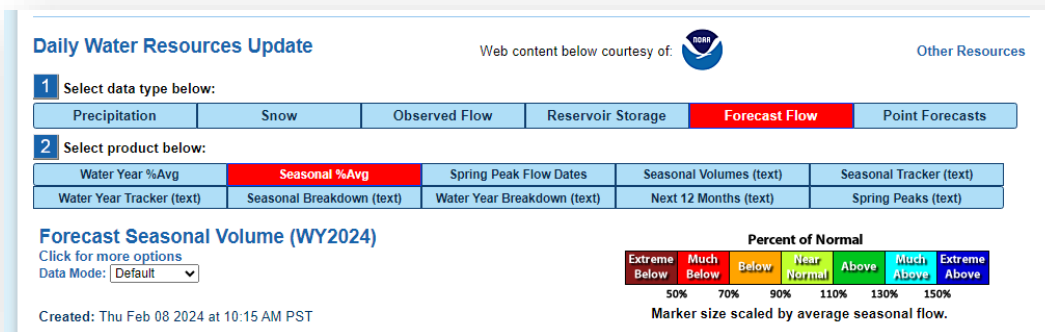 Daily Water Resources Update
Web content below courtesy of:
NOAA
Other Resources
1 Select data type below:
Precipitation Snow Observed Flow Reservoir Storage Forecast Flow Point Forecasts
2 Select product below:
Water Year %Avg Seasonal %Avg Spring Peak Flow Dates Seasonal Volumes (text) Seasonal Tracker (text)
Water Year Tracker (text) Seasonal Breakdown (text) Water Year Breakdown (text) Next 12 Months (text) Spring Peaks (text)
Forecast Seasonal Volume (WY2024)
Click for more options
Data Mode: Default
Created: Thu Feb 08 2024 at 10:15 AM PST
Percent of Normal
Extreme Below Much Below Below Near Normal Above Much Above Extreme Above
50% 70% 90% 110% 130% 150%
Marker size scaled by average seasonal flow.